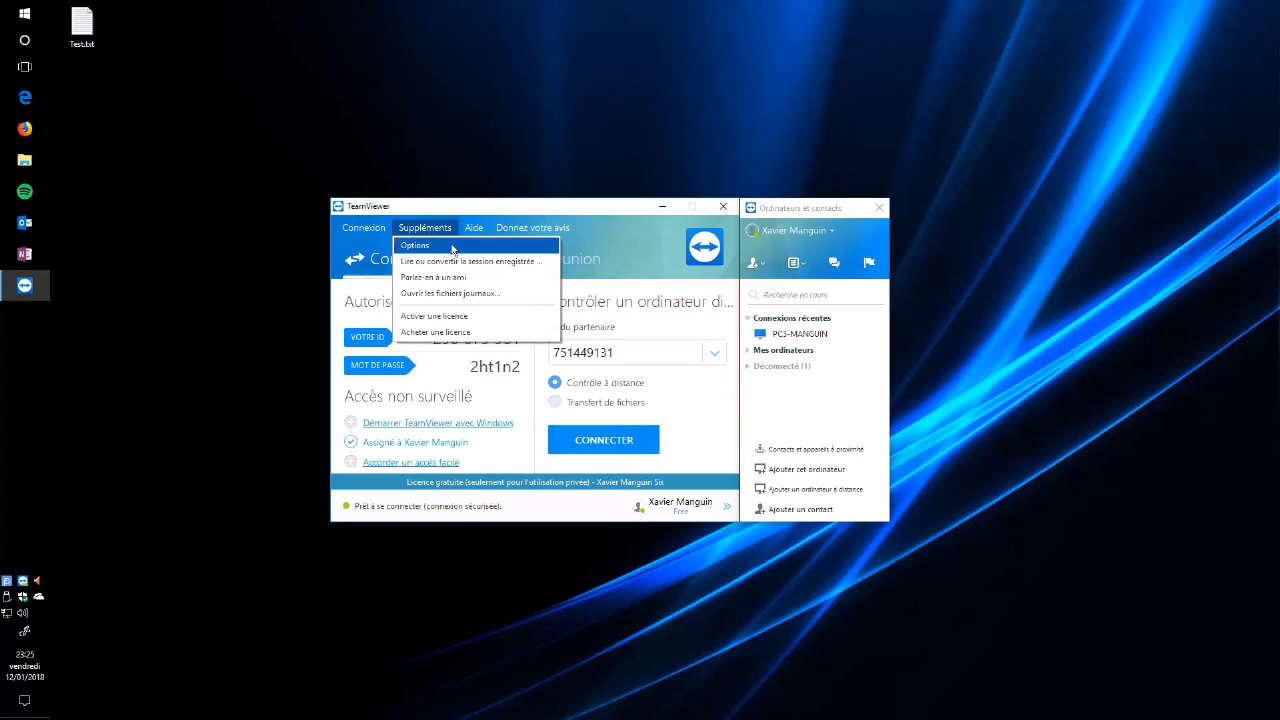 Test.txt
TeamViewer
Connexion Suppléments Aide Donnez votre avis
Options
Lire ou convertir la session enregistrée ...
Parlez-en à un ami
Ouvrir les fichiers journaux...
Activer une licence
Acheter une licence
VOTRE ID
MOT DE PASSE
2ht1n2
Accès non surveillé
Démarrer TeamViewer avec Windows
Assigné à Xavier Manguin
Accorder un accès facile
ontrôler un ordinateur di...
du partenaire
751449131
Contrôle à distance
Transfert de fichiers
CONNECTER
Licence gratuite (seulement pour l'utilisation privée) - Xavier Manguin Six
Prêt à se connecter (connexion sécurisée).
Xavier Manguin
Free
Ordinateurs et contacts
Xavier Manguin
Recherche en cours
Connexions récentes
PC3-MANGUIN
Mes ordinateurs
Déconnecté (1)
Contacts et appareils à proximité
Ajouter cet ordinateur
Ajouter un ordinateur à distance
Ajouter un contact
23:25
vendredi
12/01/2018